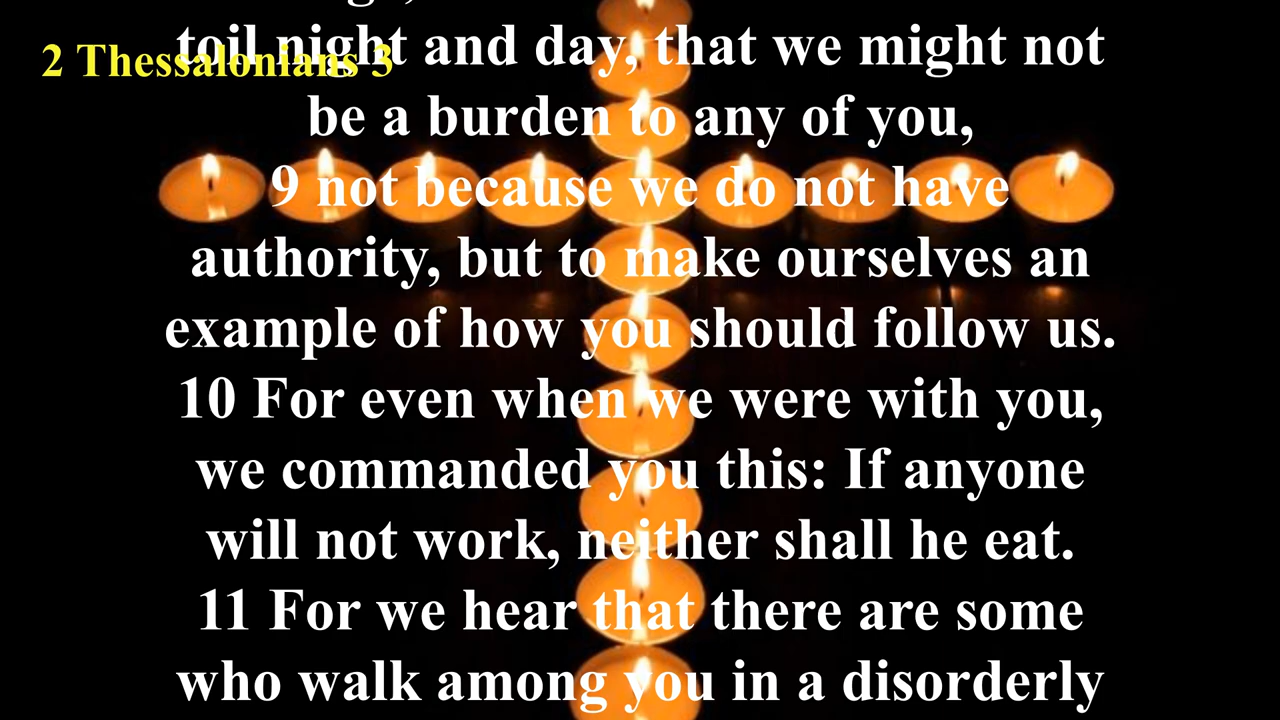 2 Thessalonians 3
toil night and day, that we might not
be a burden to any of you,
9 not because we do not have
authority, but to make ourselves an
example of how you should follow us.
10 For even when we were with you,
we commanded you this: If anyone
will not work, neither shall he eat.
11 For we hear that there are some
who walk among you in a disorderly